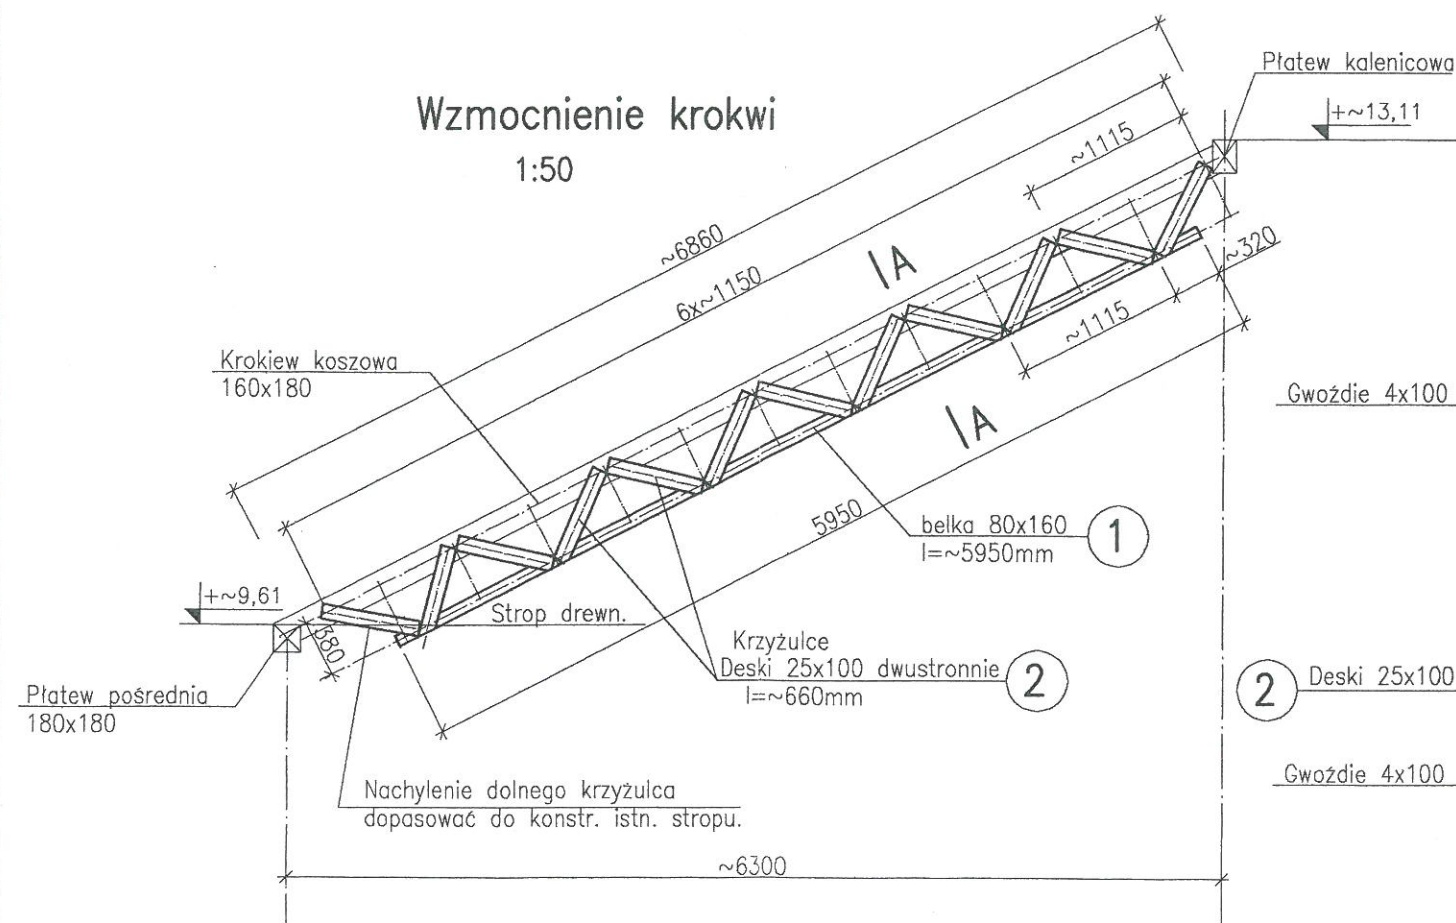 Wzmocnienie krokwi
1:50
Płatew kalenicowa
+~13,11
~1115
~6860
6x~1150
A
~320
~1115
Krokiew koszowa
160x180
Gwoździe 4x100
A
5950
belka 80x160
l=~5950mm
1
+~9,61
Strop drewn.
380
Krzyżulce
Deski 25x100 dwustronnie
l=~660mm
2
2
Deski 25x100
Płatew pośrednia
180x180
Gwoździe 4x100
Nachylenie dolnego krzyżulca
dopasować do konstr. istn. stropu.
~6300